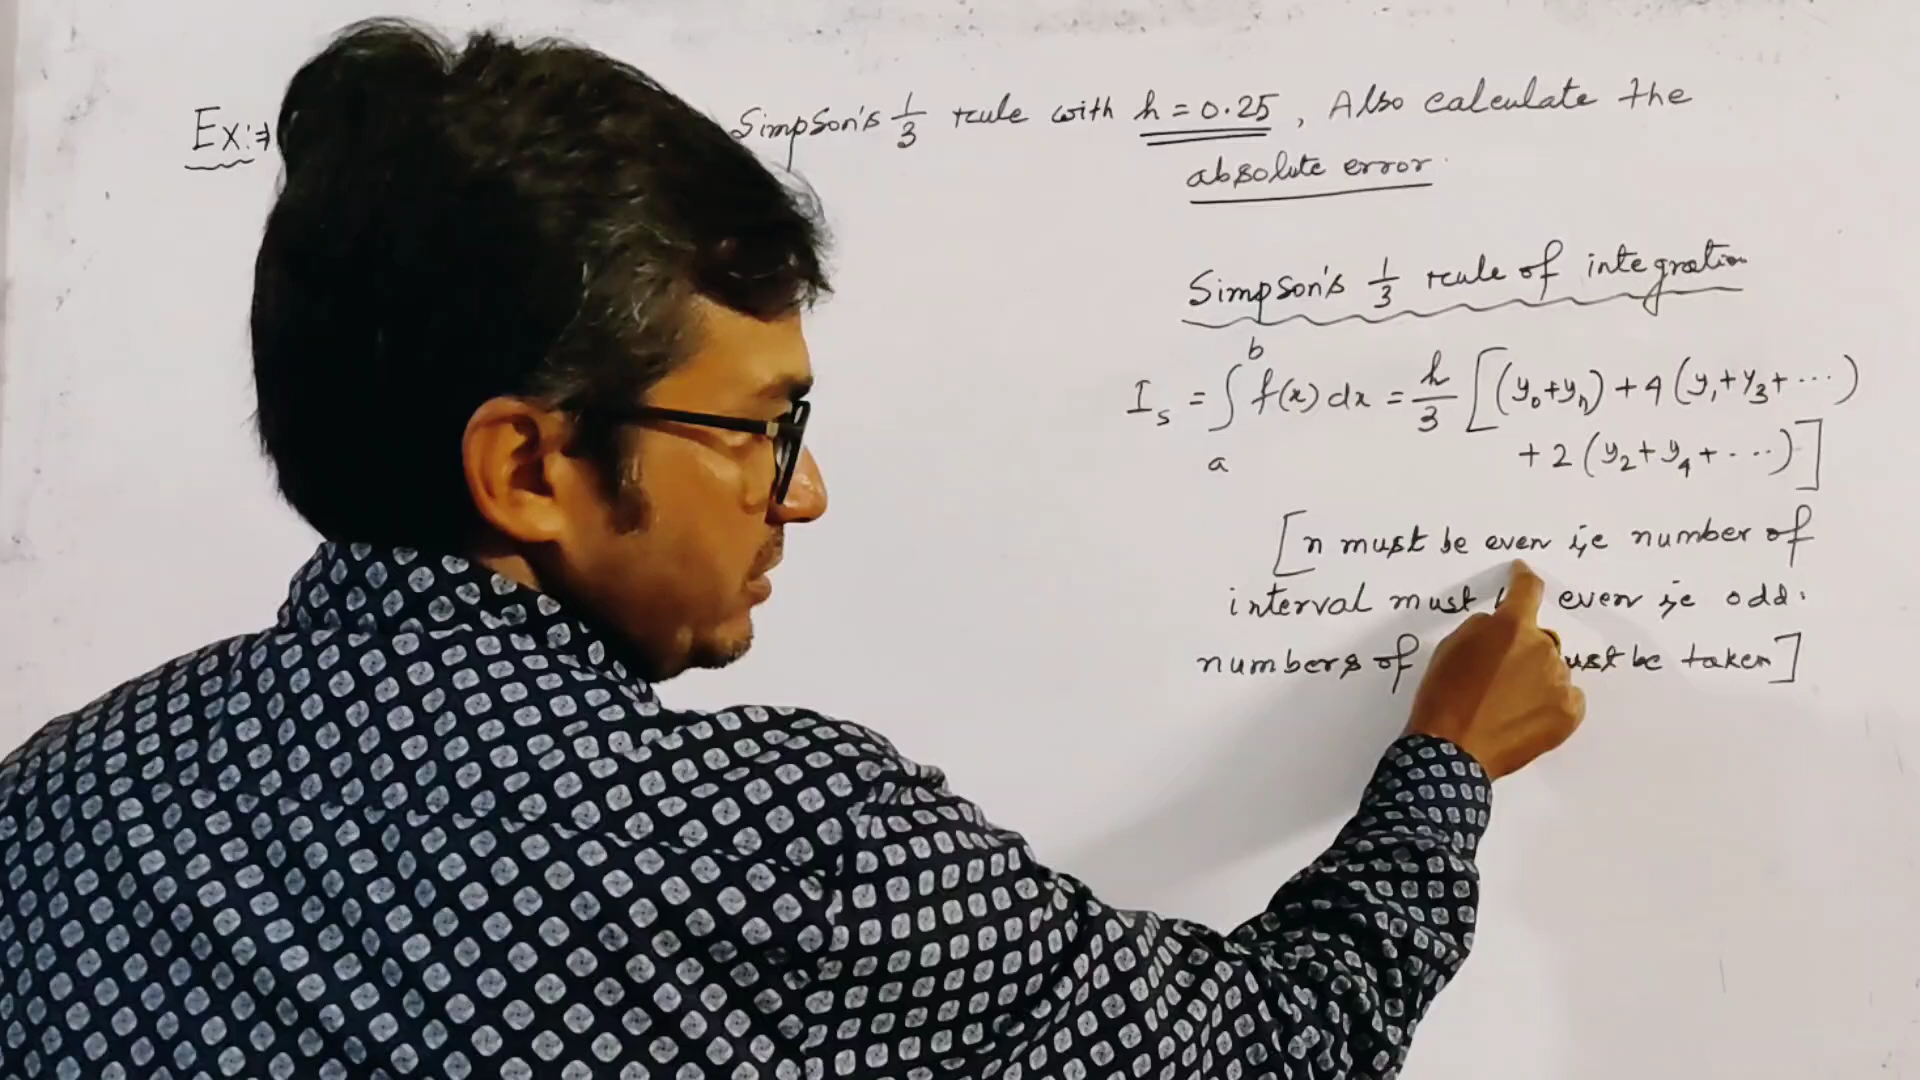 Ex:⇒ Simpson's 1/3 rule with h = 0.25, Also calculate the
absolute error.
Simpson's 1/3 rule of integration
I_s = ∫_a^b f(x) dx = h/3 [(y_0+y_n) + 4(y_1+y_3+...)
+ 2(y_2+y_4+...)]
[n must be even i,e number of
interval must even i,e odd
numbers of must be taken]